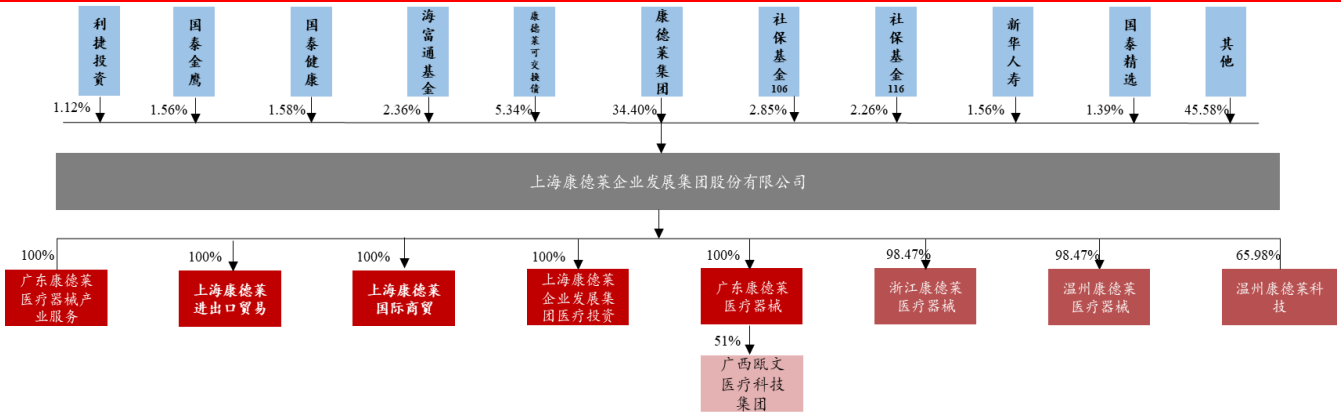 利捷投资
国泰金鹰
国泰健康
海富通基金
康德莱可交换债
康德莱集团
社保基金106
社保基金116
新华人寿
国泰精选
其他
1.12%
1.56%
1.58%
2.36%
5.34%
34.40%
2.85%
2.26%
1.56%
1.39%
45.58%
上海康德莱企业发展集团股份有限公司
100%
100%
100%
100%
100%
98.47%
98.47%
65.98%
广东康德莱
医疗器械产
业服务
上海康德莱
进出口贸易
上海康德莱
国际商贸
上海康德莱
企业发展集
团医疗投资
广东康德莱
医疗器械
浙江康德莱
医疗器械
温州康德莱
医疗器械
温州康德莱科
技
51%
广西瓯文
医疗科技
集团